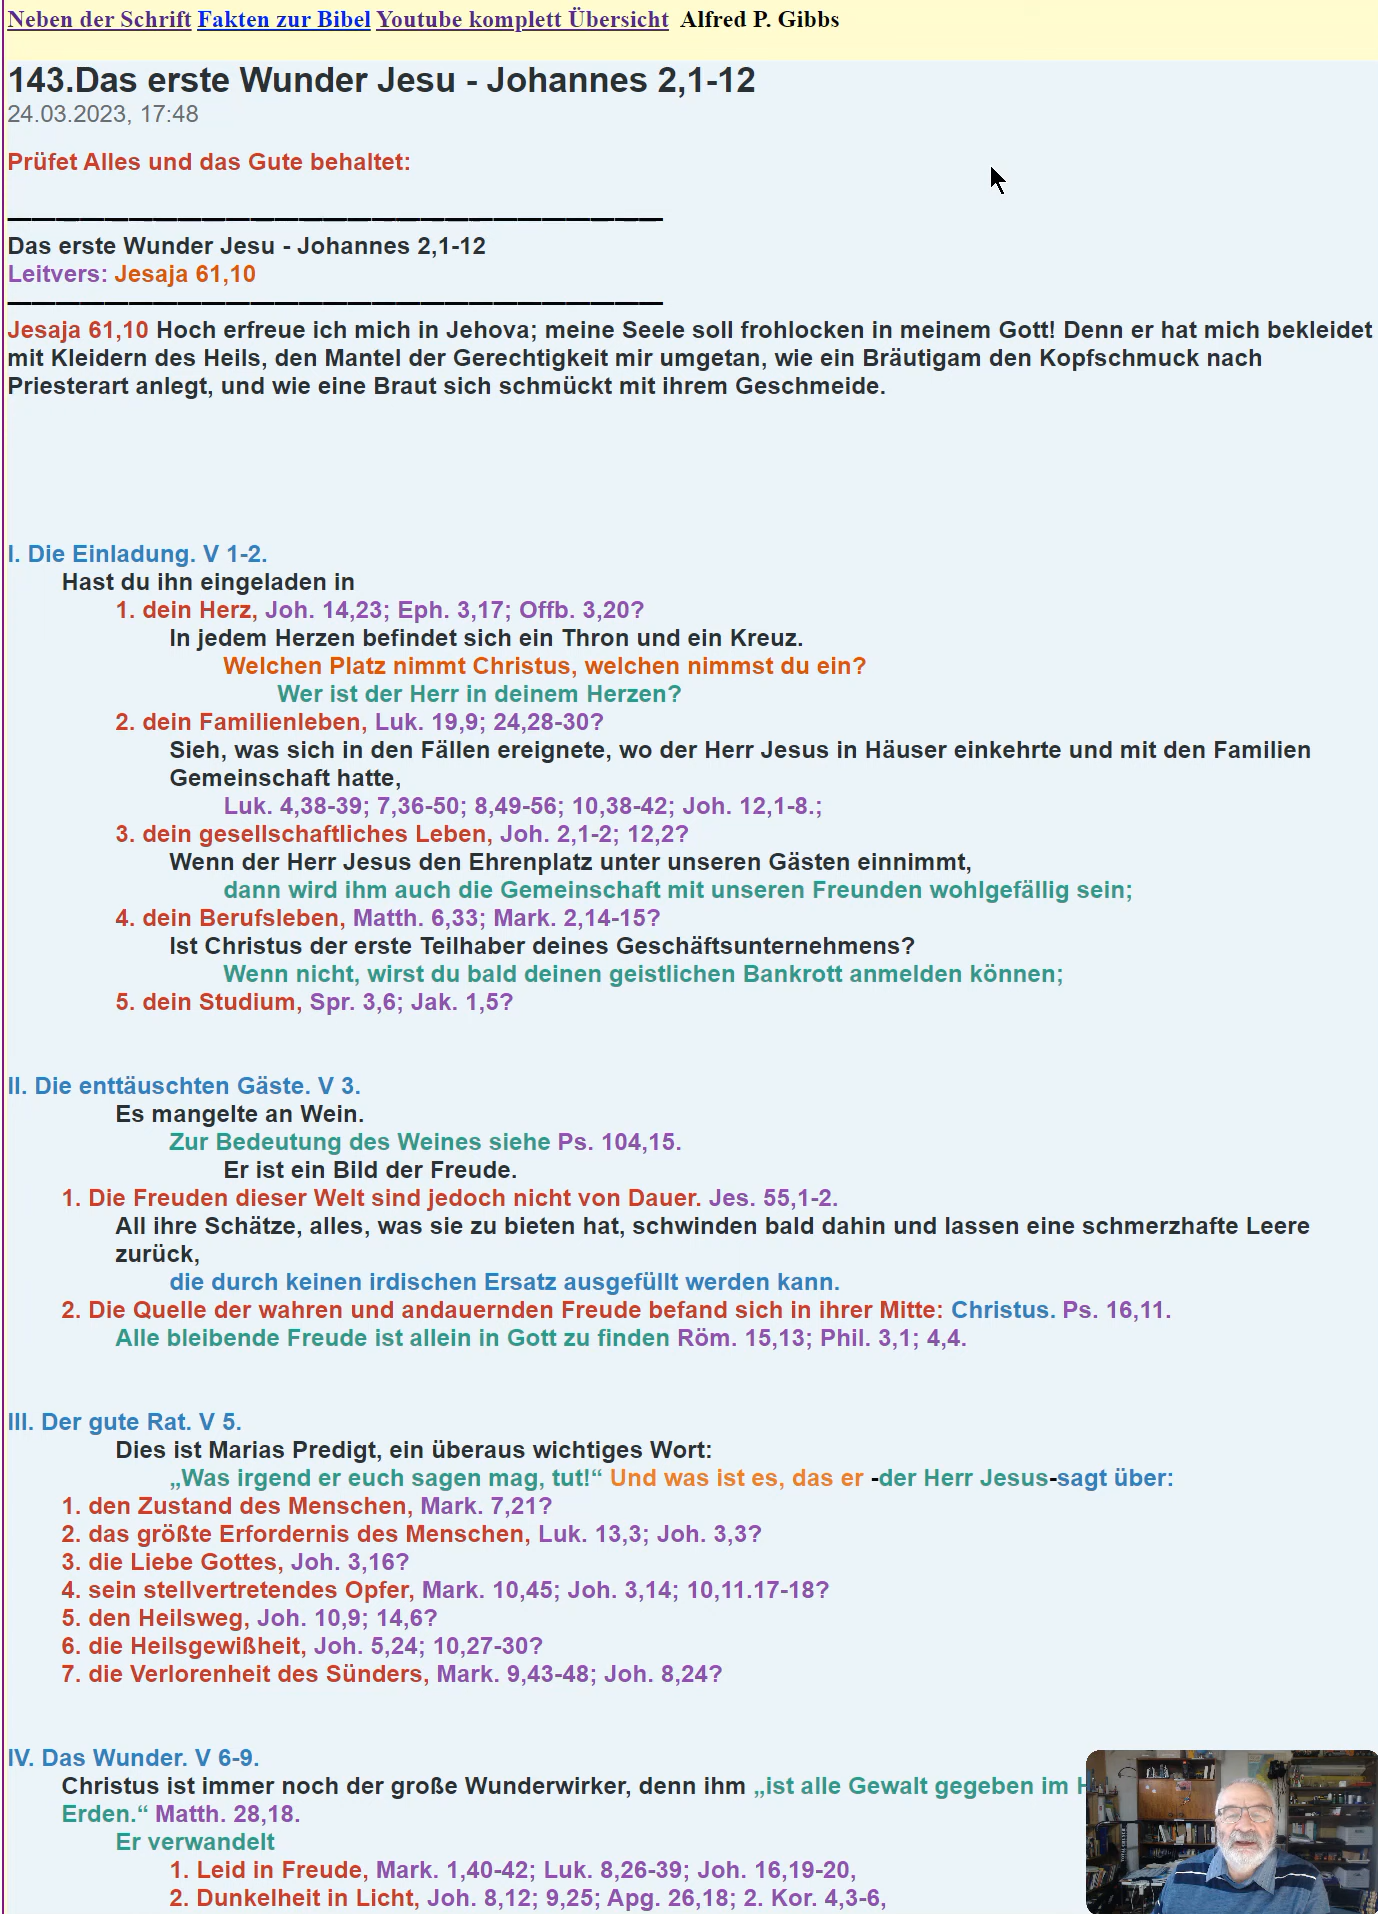 Neben der Schrift Fakten zur Bibel Youtube komplett Übersicht Alfred P. Gibbs
143.Das erste Wunder Jesu - Johannes 2,1-12
24.03.2023, 17:48
Prüfet Alles und das Gute behaltet:
Das erste Wunder Jesu - Johannes 2,1-12
Leitvers: Jesaja 61,10
Jesaja 61,10 Hoch erfreue ich mich in Jehova; meine Seele soll frohlocken in meinem Gott! Denn er hat mich bekleidet
mit Kleidern des Heils, den Mantel der Gerechtigkeit mir umgetan, wie ein Bräutigam den Kopfschmuck nach
Priesterart anlegt, und wie eine Braut sich schmückt mit ihrem Geschmeide.
I. Die Einladung. V 1-2.
Hast du ihn eingeladen in
1. dein Herz, Joh. 14,23; Eph. 3,17; Offb. 3,20?
In jedem Herzen befindet sich ein Thron und ein Kreuz.
Welchen Platz nimmt Christus, welchen nimmst du ein?
Wer ist der Herr in deinem Herzen?
2. dein Familienleben, Luk. 19,9; 24,28-30?
Sieh, was sich in den Fällen ereignete, wo der Herr Jesus in Häuser einkehrte und mit den Familien
Gemeinschaft hatte,
Luk. 4,38-39; 7,36-50; 8,49-56; 10,38-42; Joh. 12,1-8.;
3. dein gesellschaftliches Leben, Joh. 2,1-2; 12,2?
Wenn der Herr Jesus den Ehrenplatz unter unseren Gästen einnimmt,
dann wird ihm auch die Gemeinschaft mit unseren Freunden wohlgefällig sein;
4. dein Berufsleben, Matth. 6,33; Mark. 2,14-15?
Ist Christus der erste Teilhaber deines Geschäftsunternehmens?
Wenn nicht, wirst du bald deinen geistlichen Bankrott anmelden können;
5. dein Studium, Spr. 3,6; Jak. 1,5?
II. Die enttäuschten Gäste. V 3.
Es mangelte an Wein.
Zur Bedeutung des Weines siehe Ps. 104,15.
Er ist ein Bild der Freude.
1. Die Freuden dieser Welt sind jedoch nicht von Dauer. Jes. 55,1-2.
All ihre Schätze, alles, was sie zu bieten hat, schwinden bald dahin und lassen eine schmerzhafte Leere
zurück,
die durch keinen irdischen Ersatz ausgefüllt werden kann.
2. Die Quelle der wahren und andauernden Freude befand sich in ihrer Mitte: Christus. Ps. 16,11.
Alle bleibende Freude ist allein in Gott zu finden Röm. 15,13; Phil. 3,1; 4,4.
III. Der gute Rat. V 5.
Dies ist Marias Predigt, ein überaus wichtiges Wort:
„Was irgend er euch sagen mag, tut!“ Und was ist es, das er -der Herr Jesus-sagt über:
1. den Zustand des Menschen, Mark. 7,21?
2. das größte Erfordernis des Menschen, Luk. 13,3; Joh. 3,3?
3. die Liebe Gottes, Joh. 3,16?
4. sein stellvertretendes Opfer, Mark. 10,45; Joh. 3,14; 10,11.17-18?
5. den Heilsweg, Joh. 10,9; 14,6?
6. die Heilsgewißheit, Joh. 5,24; 10,27-30?
7. die Verlorenheit des Sünders, Mark. 9,43-48; Joh. 8,24?
IV. Das Wunder. V 6-9.
Christus ist immer noch der große Wunderwirker, denn ihm „ist alle Gewalt gegeben im
Erden.“ Matth. 28,18.
Er verwandelt
1. Leid in Freude, Mark. 1,40-42; Luk. 8,26-39; Joh. 16,19-20,
2. Dunkelheit in Licht, Joh. 8,12; 9,25; Apg. 26,18; 2. Kor. 4,3-6,